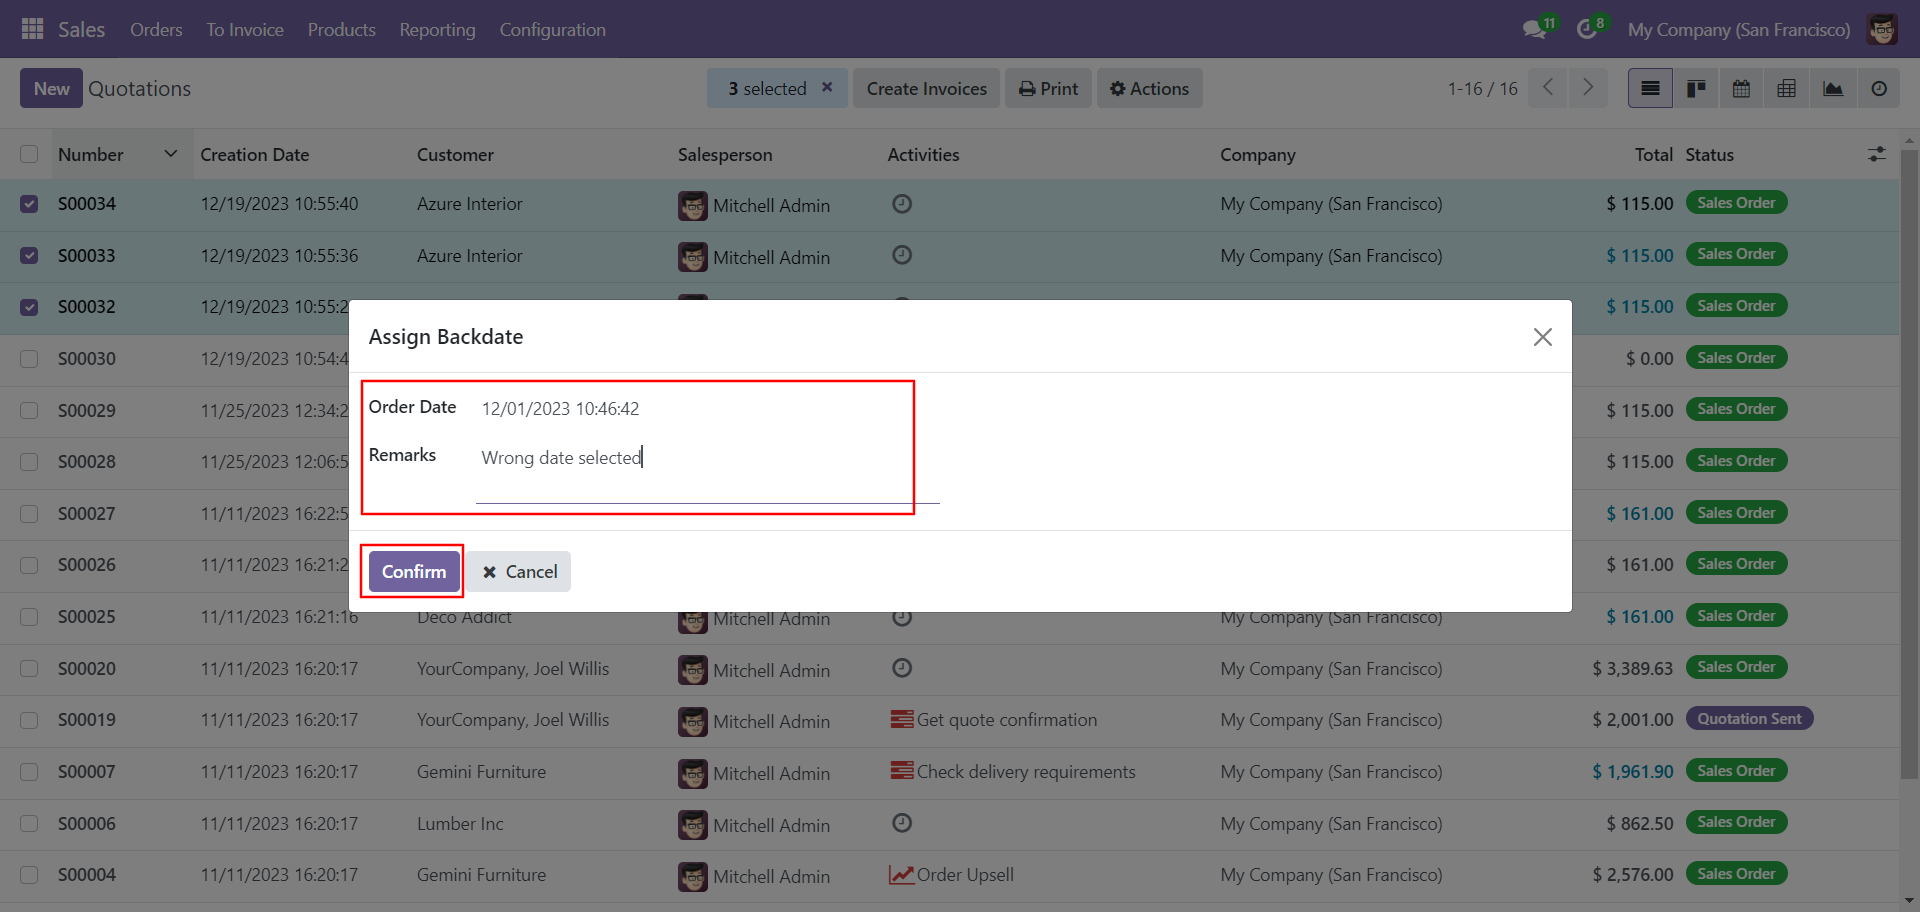 Sales Orders To Invoice Products Reporting Configuration 11 8 My Company (San Francisco)
New Quotations 3 selected × Create Invoices Print Actions 1-16 / 16
Number Creation Date Customer Salesperson Activities Company Total Status
S00034 12/19/2023 10:55:40 Azure Interior Mitchell Admin My Company (San Francisco) $ 115.00 Sales Order
S00033 12/19/2023 10:55:36 Azure Interior Mitchell Admin My Company (San Francisco) $ 115.00 Sales Order
S00032 12/19/2023 10:55:2 $ 115.00 Sales Order
Assign Backdate
S00030 12/19/2023 10:54:4 $ 0.00 Sales Order
Order Date 12/01/2023 10:46:42
S00029 11/25/2023 12:34:2 $ 115.00 Sales Order
Remarks Wrong date selected
S00028 11/25/2023 12:06:5 $ 115.00 Sales Order
S00027 11/11/2023 16:22:5 $ 161.00 Sales Order
S00026 11/11/2023 16:21:2 $ 161.00 Sales Order
Confirm Cancel
S00025 11/11/2023 16:21:16 Deco Addict Mitchell Admin My Company (San Francisco) $ 161.00 Sales Order
S00020 11/11/2023 16:20:17 YourCompany, Joel Willis Mitchell Admin My Company (San Francisco) $ 3,389.63 Sales Order
S00019 11/11/2023 16:20:17 YourCompany, Joel Willis Mitchell Admin Get quote confirmation My Company (San Francisco) $ 2,001.00 Quotation Sent
S00007 11/11/2023 16:20:17 Gemini Furniture Mitchell Admin Check delivery requirements My Company (San Francisco) $ 1,961.90 Sales Order
S00006 11/11/2023 16:20:17 Lumber Inc Mitchell Admin My Company (San Francisco) $ 862.50 Sales Order
S00004 11/11/2023 16:20:17 Gemini Furniture Mitchell Admin Order Upsell My Company (San Francisco) $ 2,576.00 Sales Order